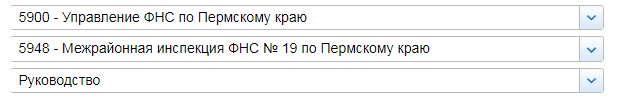 5900 - Управление ФНС по Пермскому краю
5948 - Межрайонная инспекция ФНС № 19 по Пермскому краю
Руководство